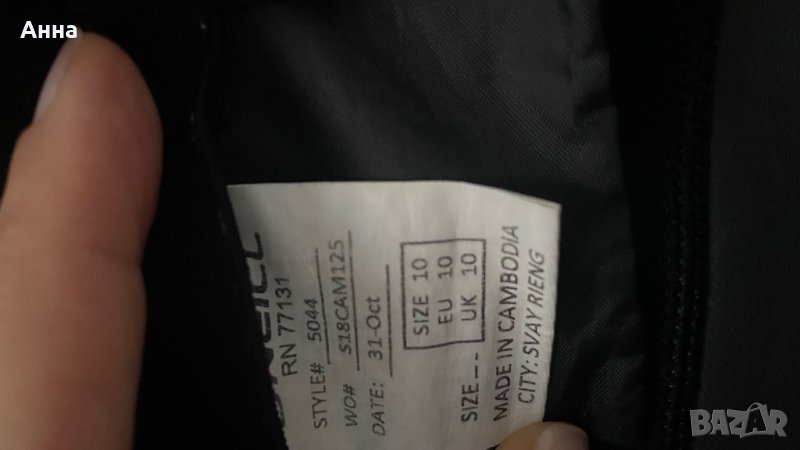 Анна
RN 77131
STYLE# 5044
WO# S18CAM125
DATE: 31-Oct
SIZE 10
EU 10
UK 10
SIZE
MADE IN CAMBODIA
CITY: SVAY RIENG
BAZAR